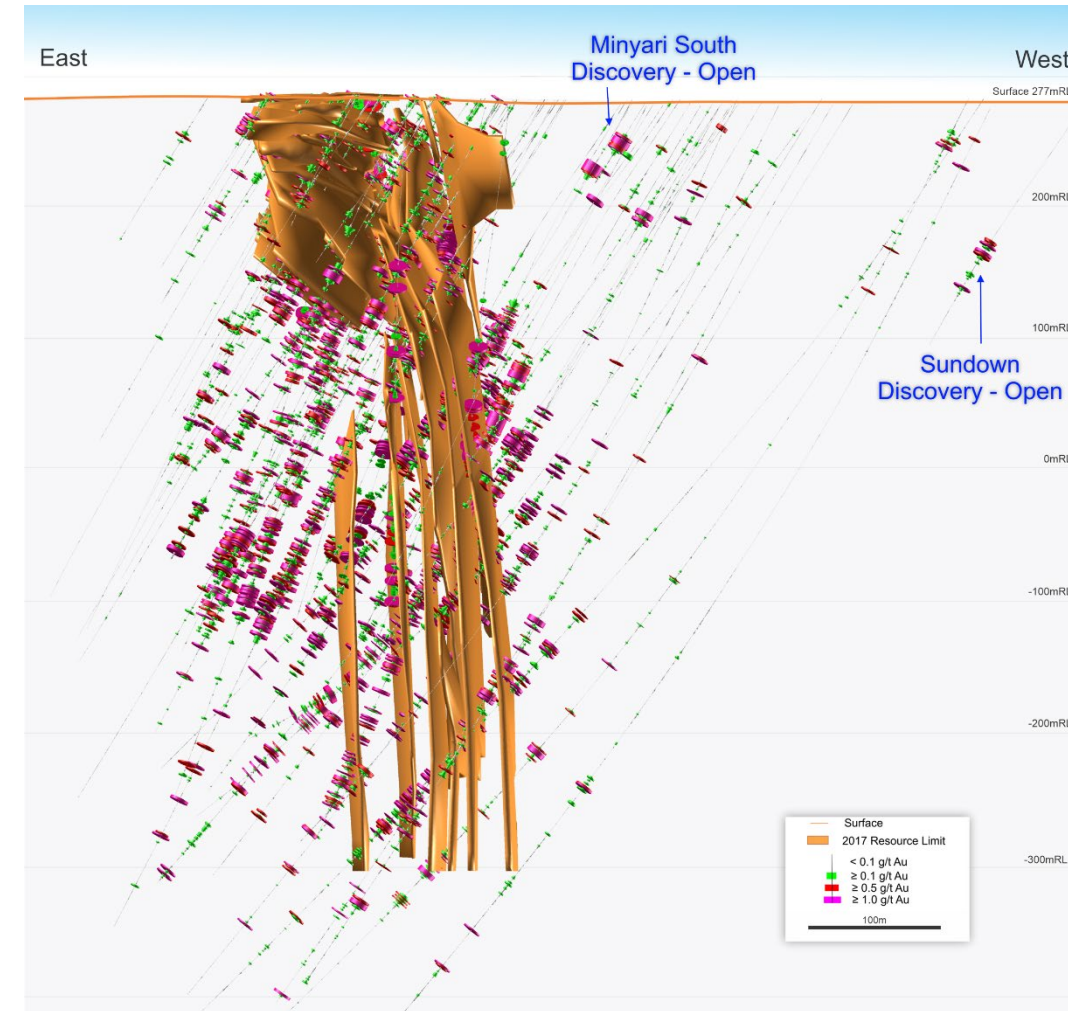 East
Minyari South
Discovery - Open
West
Surface 277mRL
200mRL
Sundown
Discovery - Open
100mRL
0mRL
-100mRL
-200mRL
-300mRL
Surface
2017 Resource Limit
< 0.1 g/t Au
≥ 0.1 g/t Au
≥ 0.5 g/t Au
≥ 1.0 g/t Au
100m